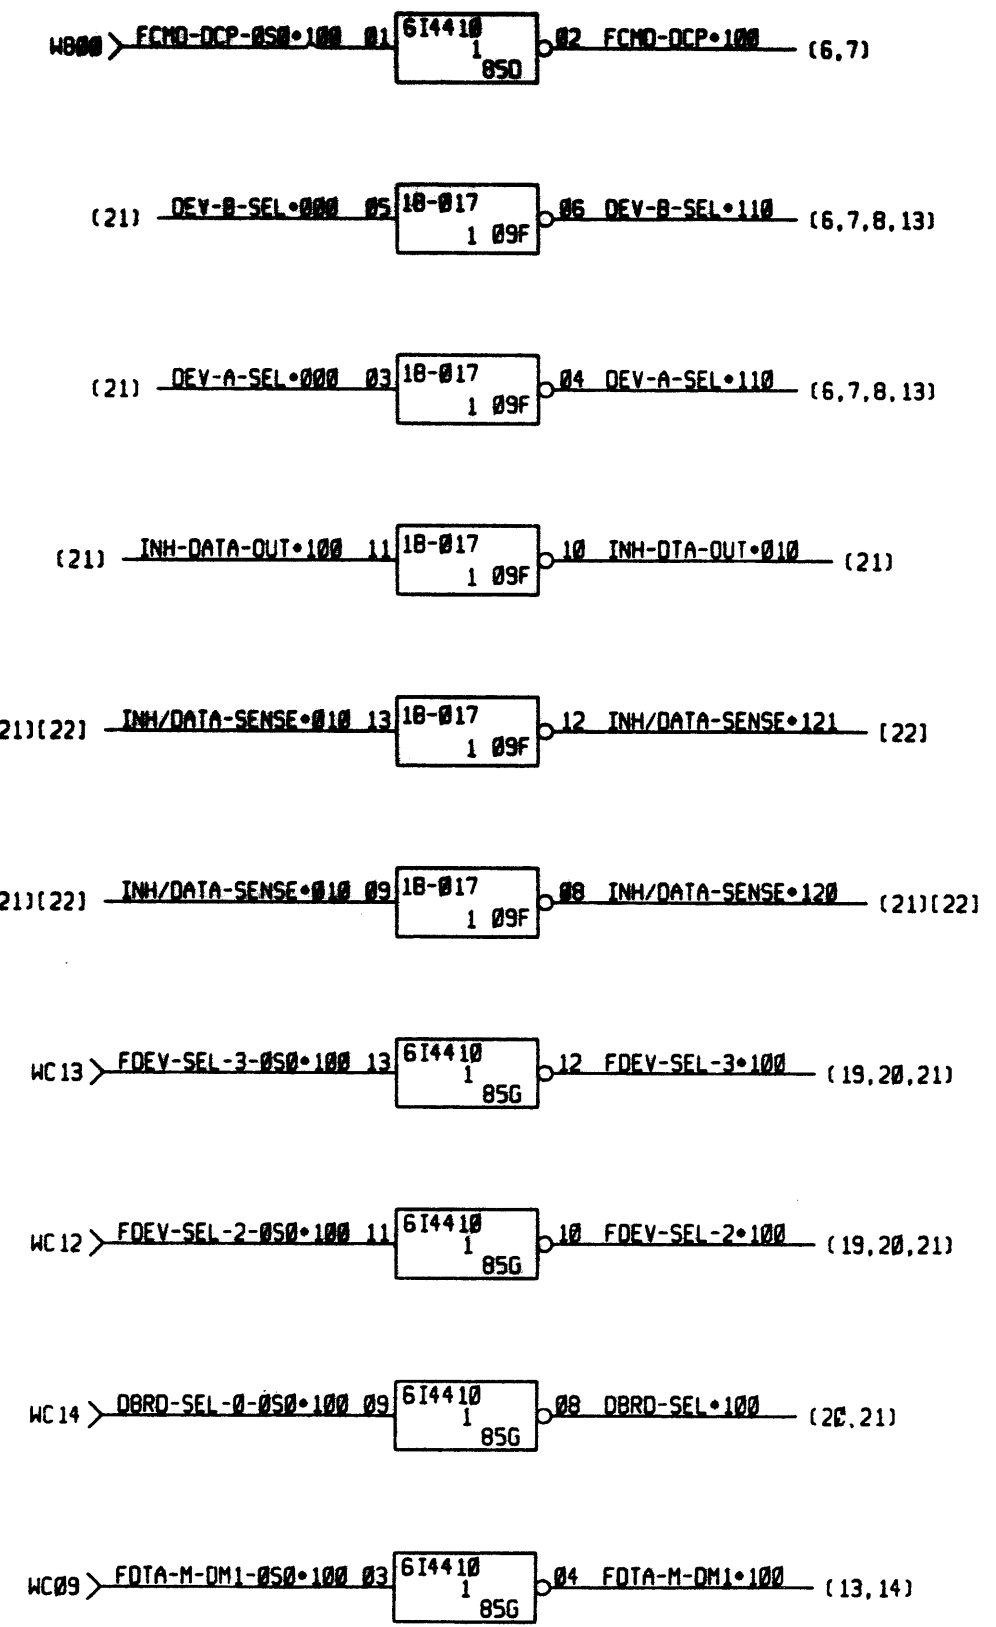 WB00 FCMD-DCP-0S0•100 01 6I4410 02 FCMD-DCP•100 (6,7)
1
85D
(21) DEV-B-SEL•000 05 1B-017 06 DEV-B-SEL•110 (6,7,8,13)
1 09F
(21) DEV-A-SEL•000 03 1B-017 04 DEV-A-SEL•110 (6,7,8,13)
1 09F
(21) INH-DATA-OUT•100 11 1B-017 10 INH-DTA-OUT•010 (21)
1 09F
21)[22] INH/DATA-SENSE•010 13 1B-017 12 INH/DATA-SENSE•121 [22]
1 09F
21)[22] INH/DATA-SENSE•010 09 1B-017 08 INH/DATA-SENSE•120 (21)[22]
1 09F
WC13 FDEV-SEL-3-0S0•100 13 6I4410 12 FDEV-SEL-3•100 (19,20,21)
1
85G
WC12 FDEV-SEL-2-0S0•100 11 6I4410 10 FDEV-SEL-2•100 (19,20,21)
1
85G
WC14 DBRD-SEL-0-0S0•100 09 6I4410 08 DBRD-SEL•100 (20,21)
1
85G
WC09 FDTA-M-DM1-0S0•100 03 6I4410 04 FDTA-M-DM1•100 (13,14)
1
85G